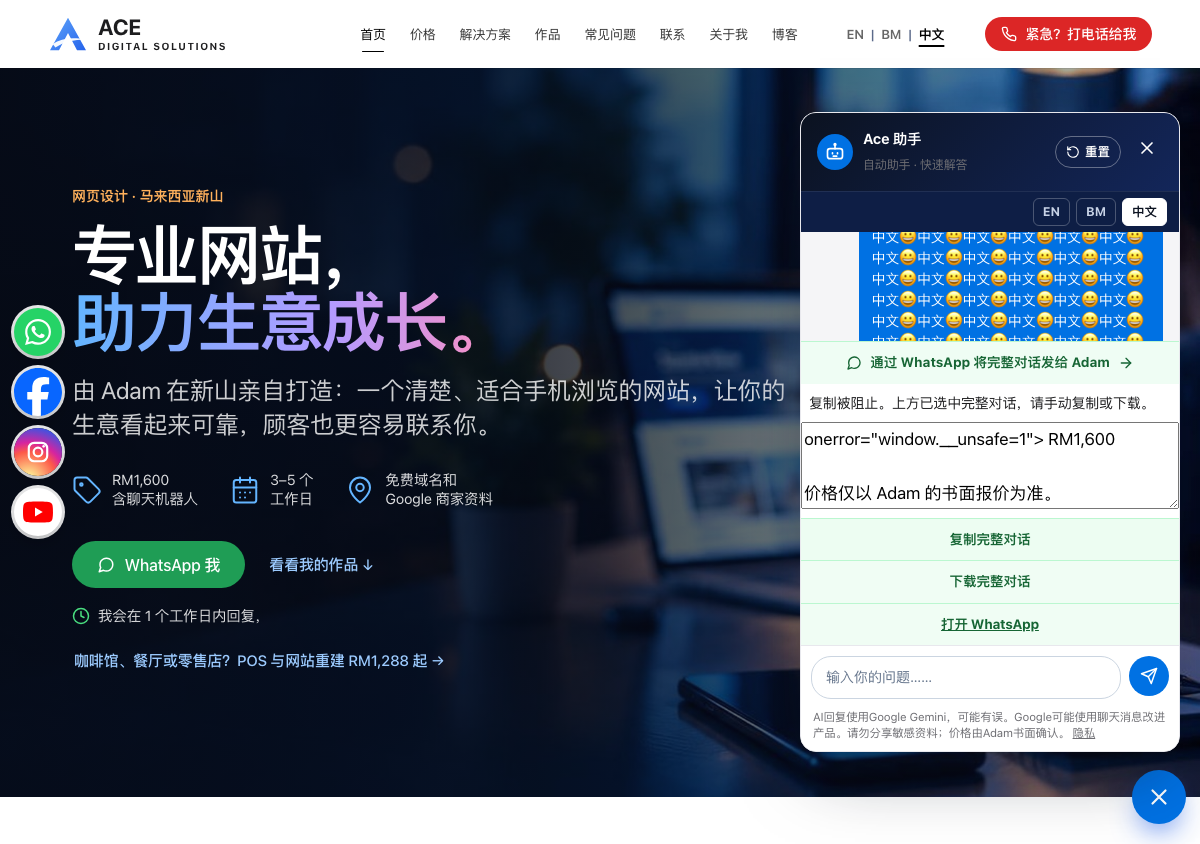 ACE
DIGITAL SOLUTIONS
首页 价格 解决方案 作品 常见问题 联系 关于我 博客
EN | BM | 中文
紧急？打电话给我
网页设计 · 马来西亚新山
专业网站，
助力生意成长。
由 Adam 在新山亲自打造：一个清楚、适合手机浏览的网站，让你的
生意看起来可靠，顾客也更容易联系你。
RM1,600
含聊天机器人
3–5 个
工作日
免费域名和
Google 商家资料
WhatsApp 我
看看我的作品 ↓
我会在 1 个工作日内回复，
咖啡馆、餐厅或零售店？POS 与网站重建 RM1,288 起 →
Ace 助手
自动助手 · 快速解答
重置
EN BM 中文
中文😀中文😀中文😀中文😀中文😀中文😀
中文😀中文😀中文😀中文😀中文😀中文😀
中文😀中文😀中文😀中文😀中文😀中文😀
中文😀中文😀中文😀中文😀中文😀中文😀
中文😀中文😀中文😀中文😀中文😀中文😀
中文😀中文😀中文😀中文😀中文😀中文😀
通过 WhatsApp 将完整对话发给 Adam →
复制被阻止。上方已选中完整对话，请手动复制或下载。
onerror="window.__unsafe=1"> RM1,600
价格仅以 Adam 的书面报价为准。
复制完整对话
下载完整对话
打开 WhatsApp
输入你的问题……
AI回复使用Google Gemini，可能有误。Google可能使用聊天消息改进
产品。请勿分享敏感资料；价格由Adam书面确认。 隐私